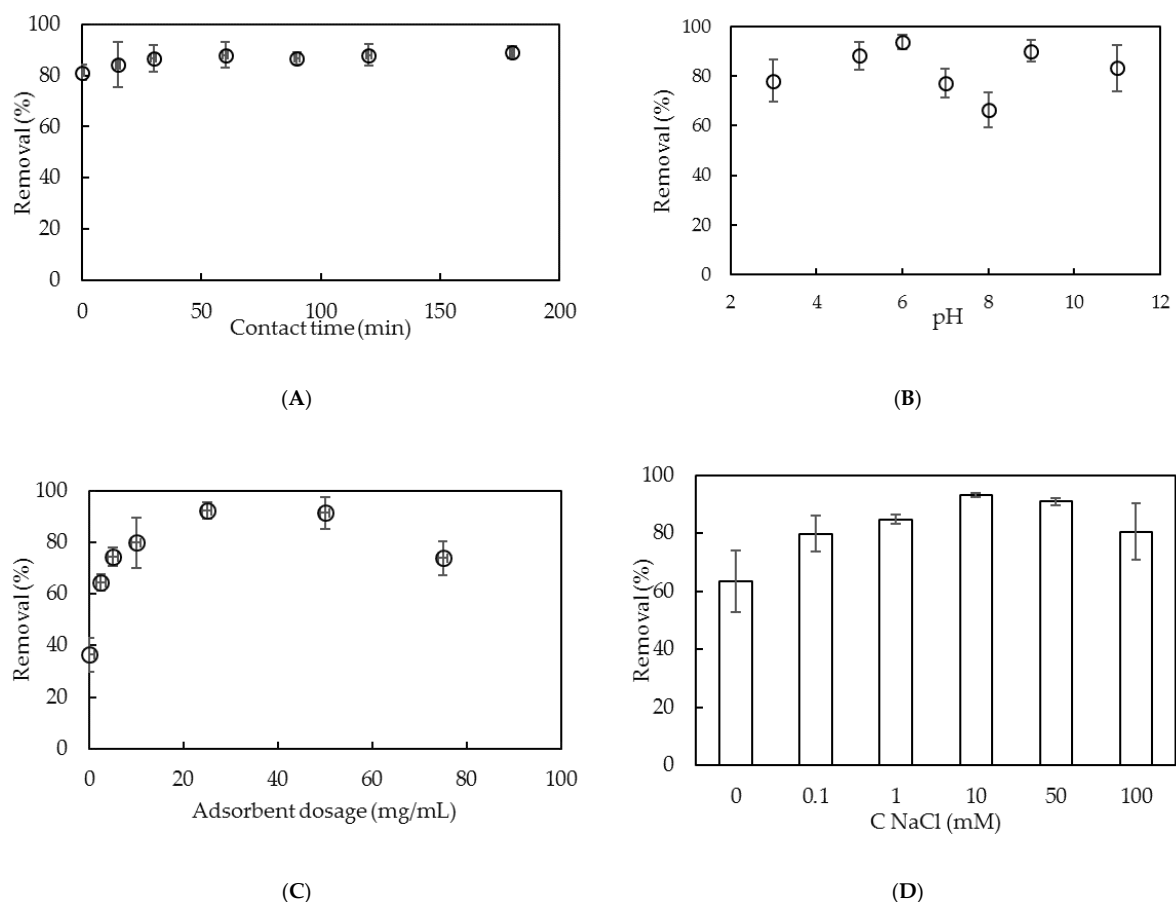 100
80
60
40
20
0
Removal (%)
0 50 100 150 200
Contact time (min)
(A)
100
80
60
40
20
0
Removal (%)
2 4 6 8 10 12
pH
(B)
100
80
60
40
20
0
Removal (%)
0 20 40 60 80 100
Adsorbent dosage (mg/mL)
(C)
100
80
60
40
20
0
Removal (%)
0 0.1 1 10 50 100
C NaCl (mM)
(D)